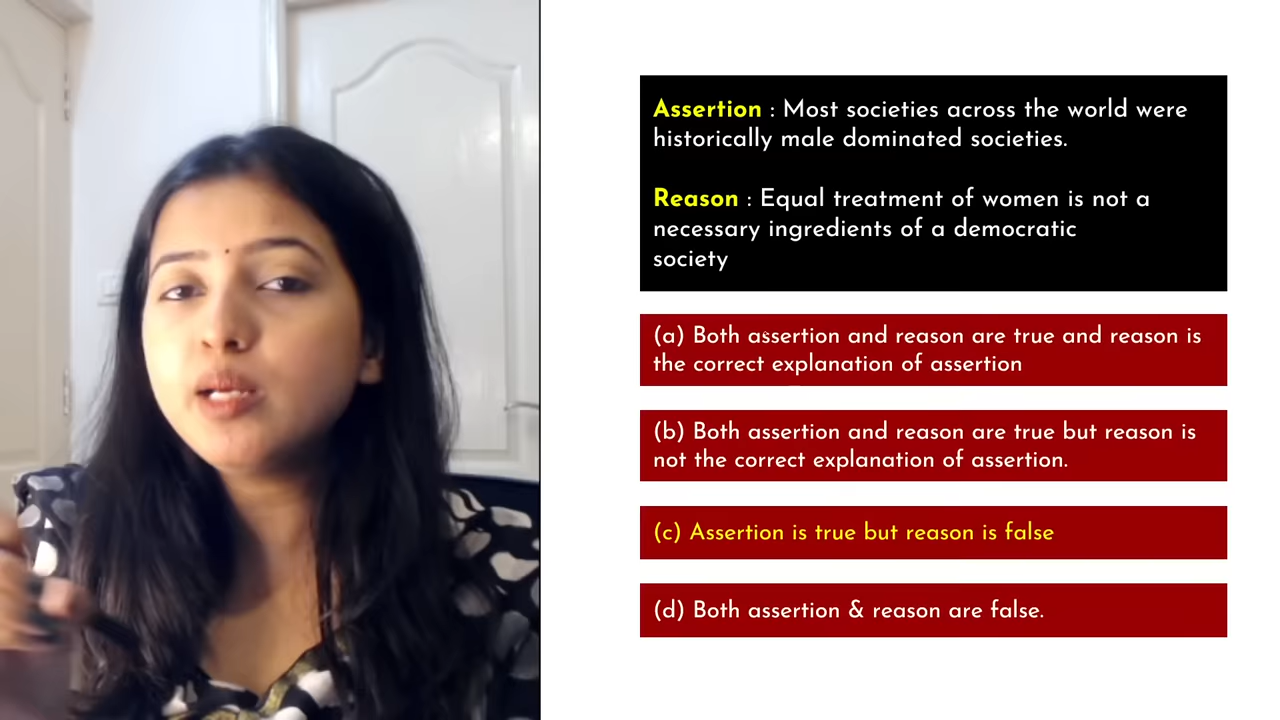 Assertion : Most societies across the world were
historically male dominated societies.
Reason : Equal treatment of women is not a
necessary ingredients of a democratic
society
(a) Both assertion and reason are true and reason is
the correct explanation of assertion
(b) Both assertion and reason are true but reason is
not the correct explanation of assertion.
(c) Assertion is true but reason is false
(d) Both assertion & reason are false.